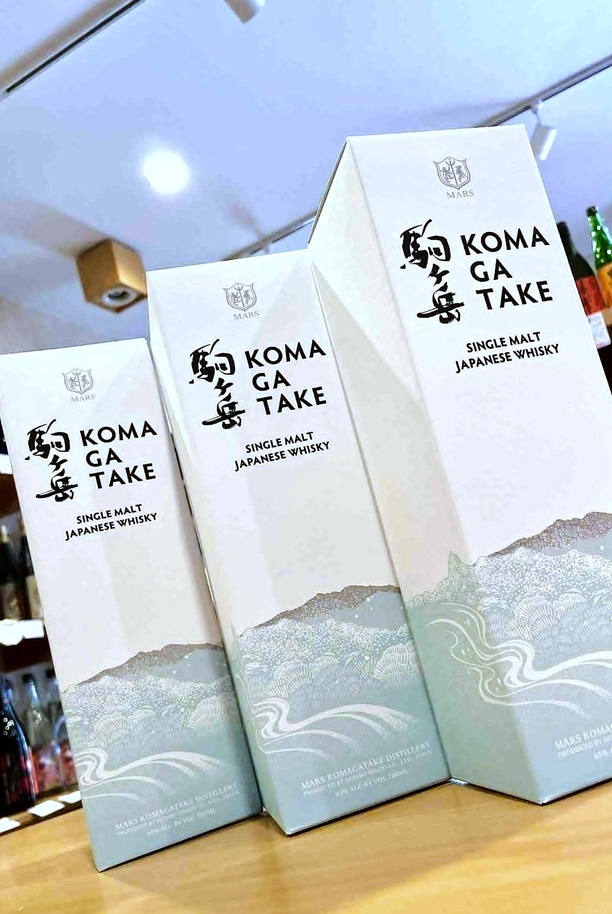 MARS
駒ヶ岳
KOMA
GA
TAKE
SINGLE MALT
JAPANESE WHISKY
MARS KOMAGATAKE DISTILLERY
MARS
駒ヶ岳
KOMA
GA
TAKE
SINGLE MALT
JAPANESE WHISKY
MARS KOMAGATAKE DISTILLERY
MARS
駒ヶ岳
KOMA
GA
TAKE
SINGLE MALT
JAPANESE WHISKY
MARS KOMAGA